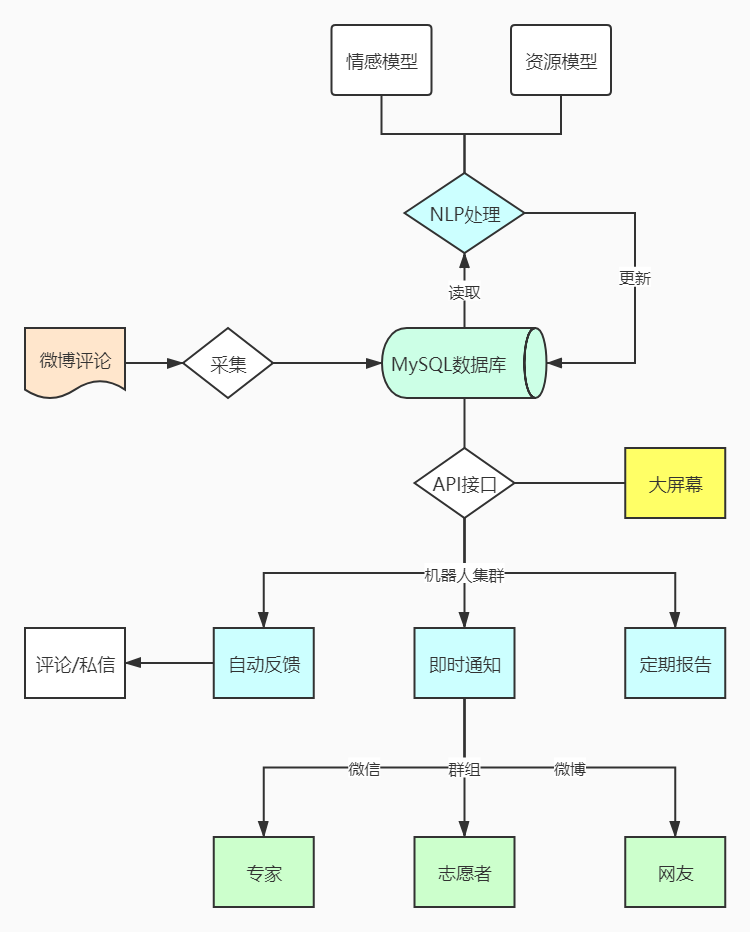 情感模型
资源模型
NLP处理
更新
读取
微博评论
采集
MySQL数据库
API接口
大屏幕
机器人集群
评论/私信
自动反馈
即时通知
定期报告
微信
群组
微博
专家
志愿者
网友